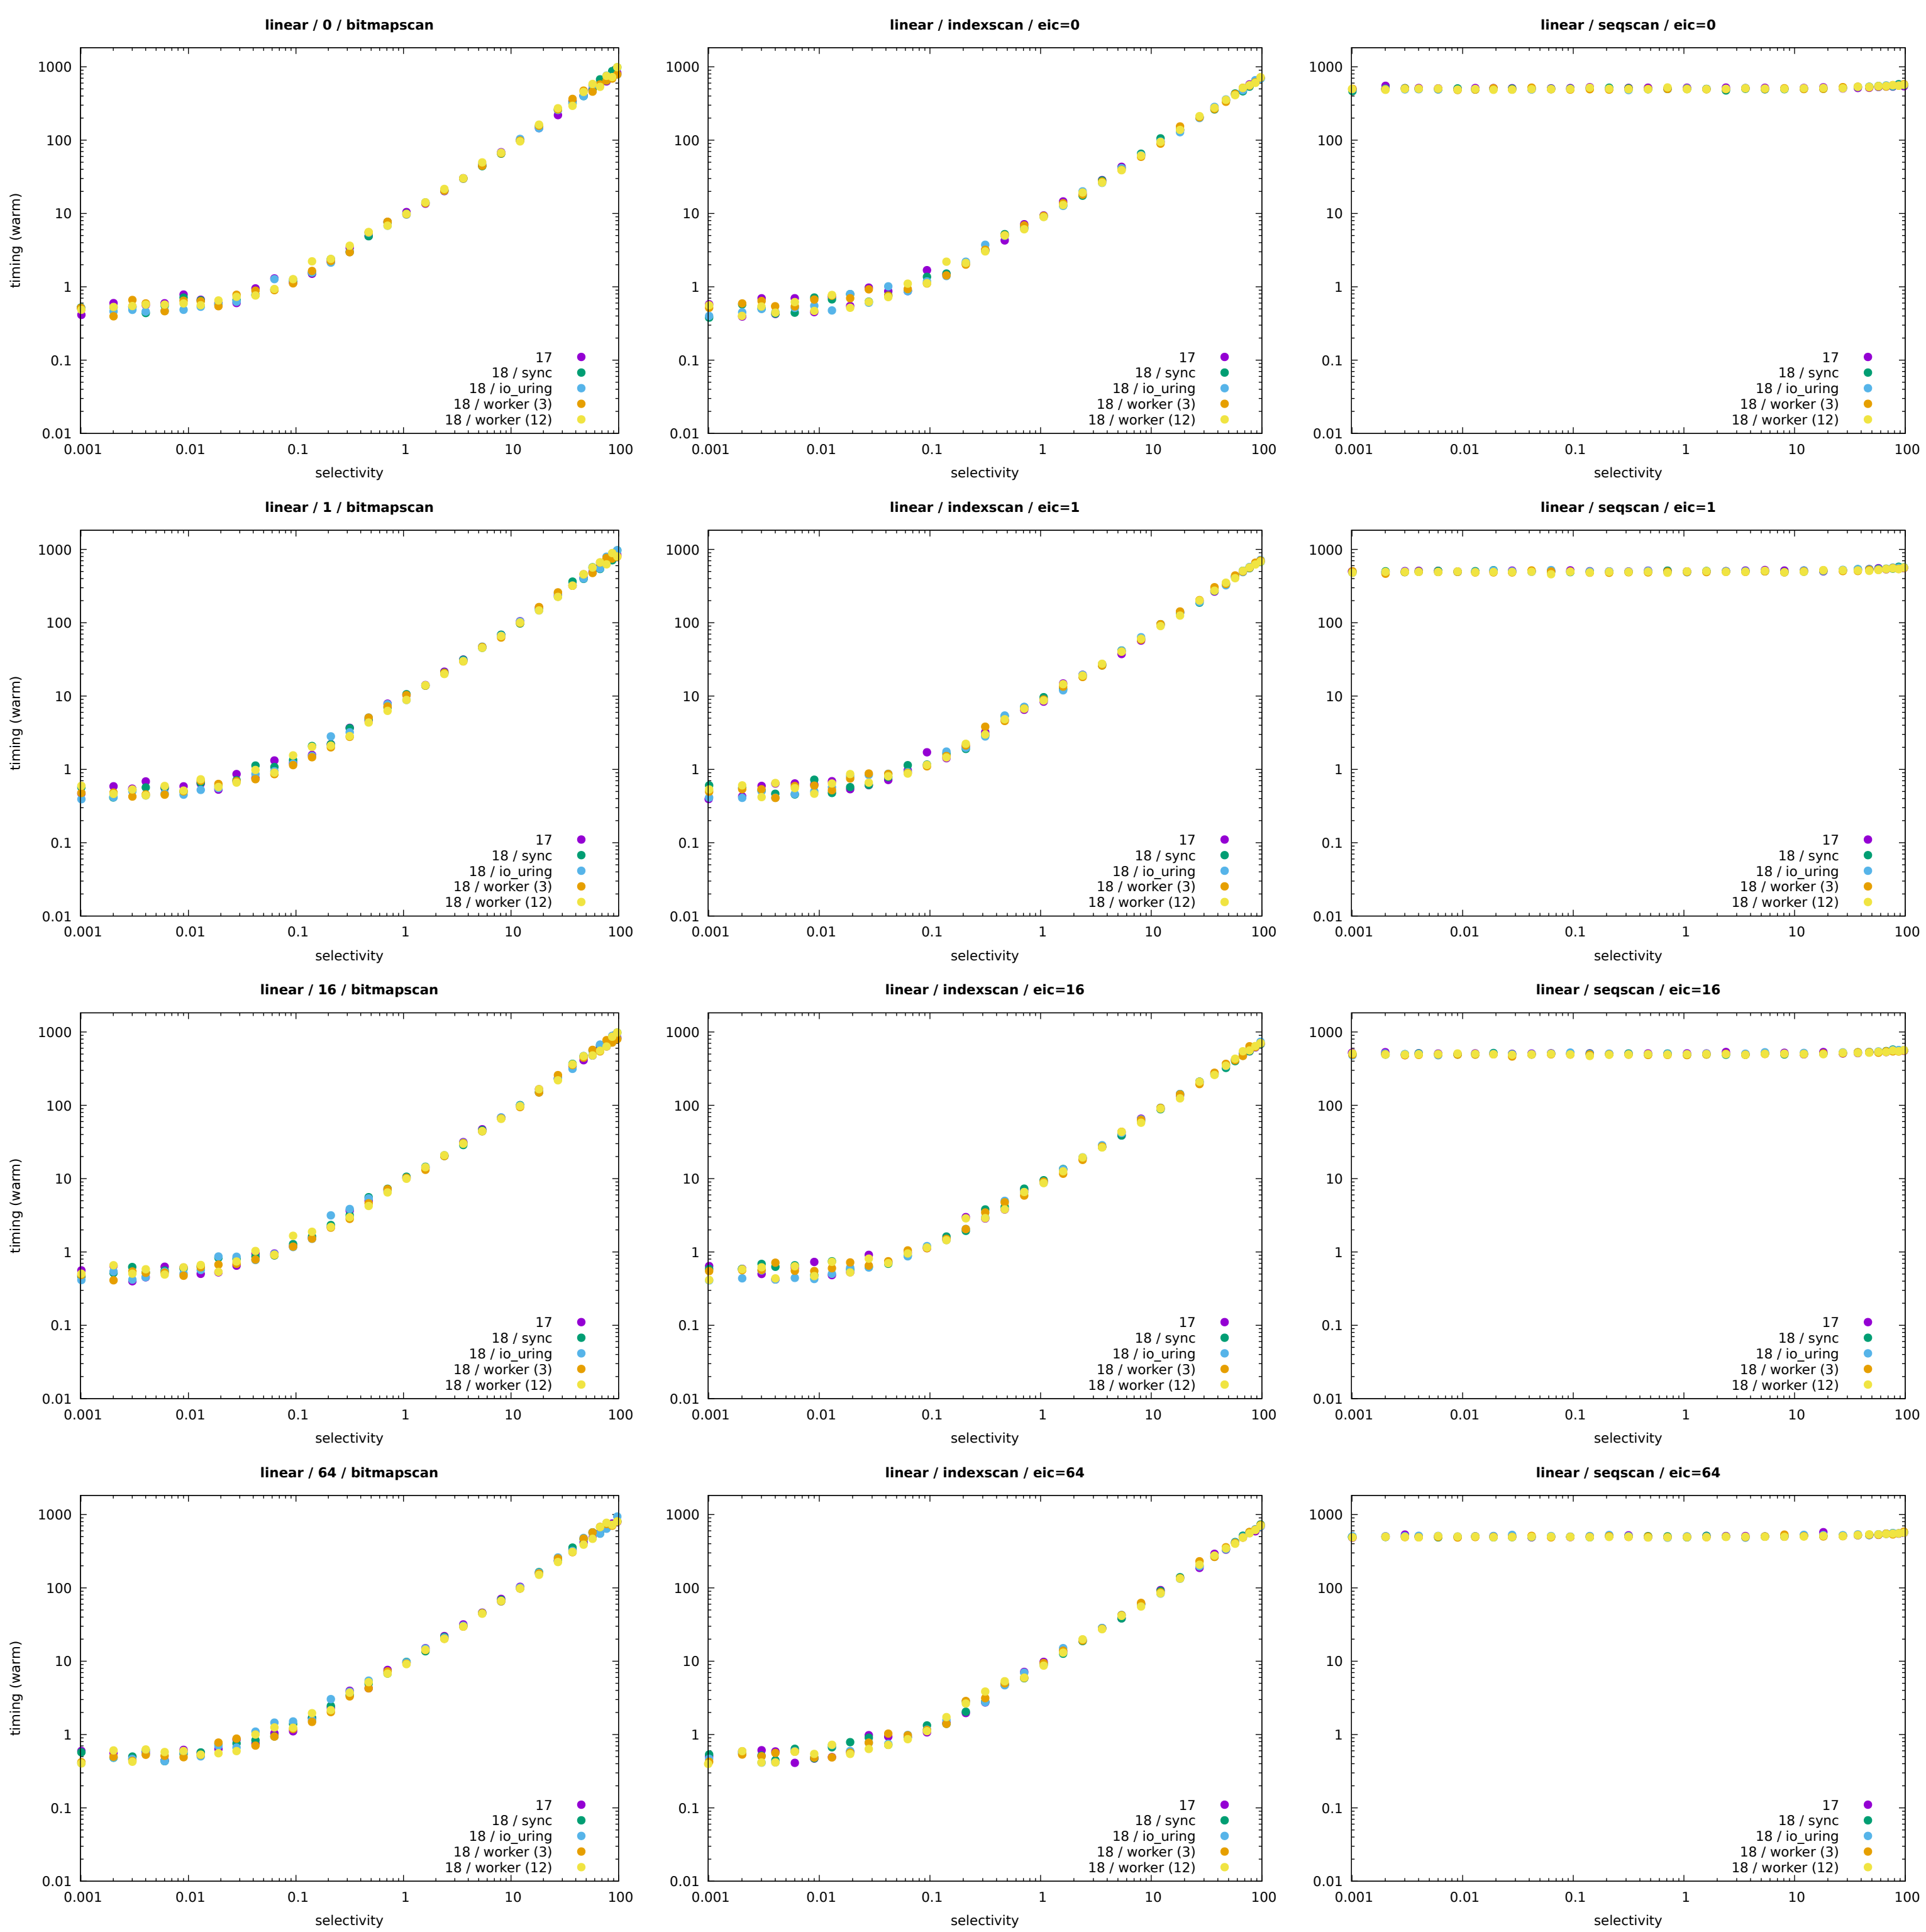 linear / 0 / bitmapscan
timing (warm)
1000
100
10
1
0.1
0.01
17
18 / sync
18 / io_uring
18 / worker (3)
18 / worker (12)
0.001 0.01 0.1 1 10 100
selectivity
linear / indexscan / eic=0
1000
100
10
1
0.1
0.01
17
18 / sync
18 / io_uring
18 / worker (3)
18 / worker (12)
0.001 0.01 0.1 1 10 100
selectivity
linear / seqscan / eic=0
1000
100
10
1
0.1
0.01
17
18 / sync
18 / io_uring
18 / worker (3)
18 / worker (12)
0.001 0.01 0.1 1 10 100
selectivity
linear / 1 / bitmapscan
timing (warm)
1000
100
10
1
0.1
0.01
17
18 / sync
18 / io_uring
18 / worker (3)
18 / worker (12)
0.001 0.01 0.1 1 10 100
selectivity
linear / indexscan / eic=1
1000
100
10
1
0.1
0.01
17
18 / sync
18 / io_uring
18 / worker (3)
18 / worker (12)
0.001 0.01 0.1 1 10 100
selectivity
linear / seqscan / eic=1
1000
100
10
1
0.1
0.01
17
18 / sync
18 / io_uring
18 / worker (3)
18 / worker (12)
0.001 0.01 0.1 1 10 100
selectivity
linear / 16 / bitmapscan
timing (warm)
1000
100
10
1
0.1
0.01
17
18 / sync
18 / io_uring
18 / worker (3)
18 / worker (12)
0.001 0.01 0.1 1 10 100
selectivity
linear / indexscan / eic=16
1000
100
10
1
0.1
0.01
17
18 / sync
18 / io_uring
18 / worker (3)
18 / worker (12)
0.001 0.01 0.1 1 10 100
selectivity
linear / seqscan / eic=16
1000
100
10
1
0.1
0.01
17
18 / sync
18 / io_uring
18 / worker (3)
18 / worker (12)
0.001 0.01 0.1 1 10 100
selectivity
linear / 64 / bitmapscan
timing (warm)
1000
100
10
1
0.1
0.01
17
18 / sync
18 / io_uring
18 / worker (3)
18 / worker (12)
0.001 0.01 0.1 1 10 100
selectivity
linear / indexscan / eic=64
1000
100
10
1
0.1
0.01
17
18 / sync
18 / io_uring
18 / worker (3)
18 / worker (12)
0.001 0.01 0.1 1 10 100
selectivity
linear / seqscan / eic=64
1000
100
10
1
0.1
0.01
17
18 / sync
18 / io_uring
18 / worker (3)
18 / worker (12)
0.001 0.01 0.1 1 10 100
selectivity